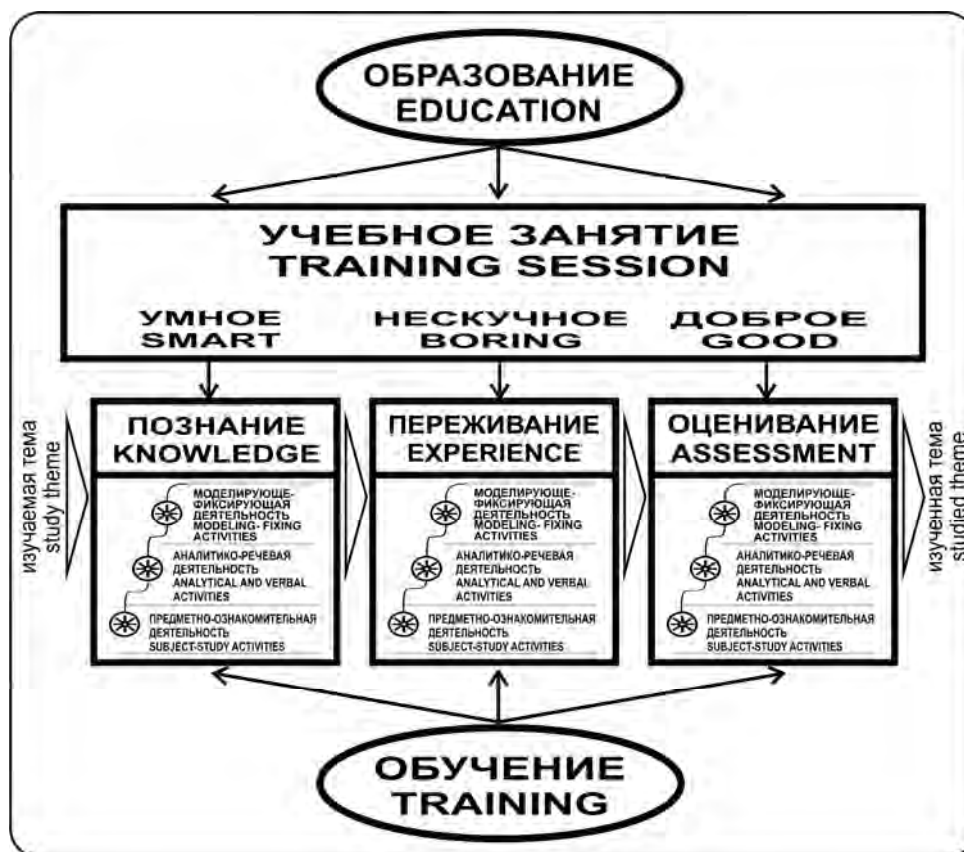 ОБРАЗОВАНИЕ
EDUCATION
УЧЕБНОЕ ЗАНЯТИЕ
TRAINING SESSION
УМНОЕ
SMART
НЕСКУЧНОЕ
BORING
ДОБРОЕ
GOOD
изучаемая тема
study theme
ПОЗНАНИЕ
KNOWLEDGE
МОДЕЛИРУЮЩЕ-
ФИКСИРУЮЩАЯ
ДЕЯТЕЛЬНОСТЬ
MODELING- FIXING
ACTIVITIES
АНАЛИТИКО-РЕЧЕВАЯ
ДЕЯТЕЛЬНОСТЬ
ANALYTICAL AND VERBAL
ACTIVITIES
ПРЕДМЕТНО-ОЗНАКОМИТЕЛЬНАЯ
ДЕЯТЕЛЬНОСТЬ
SUBJECT-STUDY ACTIVITIES
ПЕРЕЖИВАНИЕ
EXPERIENCE
МОДЕЛИРУЮЩЕ-
ФИКСИРУЮЩАЯ
ДЕЯТЕЛЬНОСТЬ
MODELING- FIXING
ACTIVITIES
АНАЛИТИКО-РЕЧЕВАЯ
ДЕЯТЕЛЬНОСТЬ
ANALYTICAL AND VERBAL
ACTIVITIES
ПРЕДМЕТНО-ОЗНАКОМИТЕЛЬНАЯ
ДЕЯТЕЛЬНОСТЬ
SUBJECT-STUDY ACTIVITIES
ОЦЕНИВАНИЕ
ASSESSMENT
МОДЕЛИРУЮЩЕ-
ФИКСИРУЮЩАЯ
ДЕЯТЕЛЬНОСТЬ
MODELING- FIXING
ACTIVITIES
АНАЛИТИКО-РЕЧЕВАЯ
ДЕЯТЕЛЬНОСТЬ
ANALYTICAL AND VERBAL
ACTIVITIES
ПРЕДМЕТНО-ОЗНАКОМИТЕЛЬНАЯ
ДЕЯТЕЛЬНОСТЬ
SUBJECT-STUDY ACTIVITIES
изученная тема
studied theme
ОБУЧЕНИЕ
TRAINING